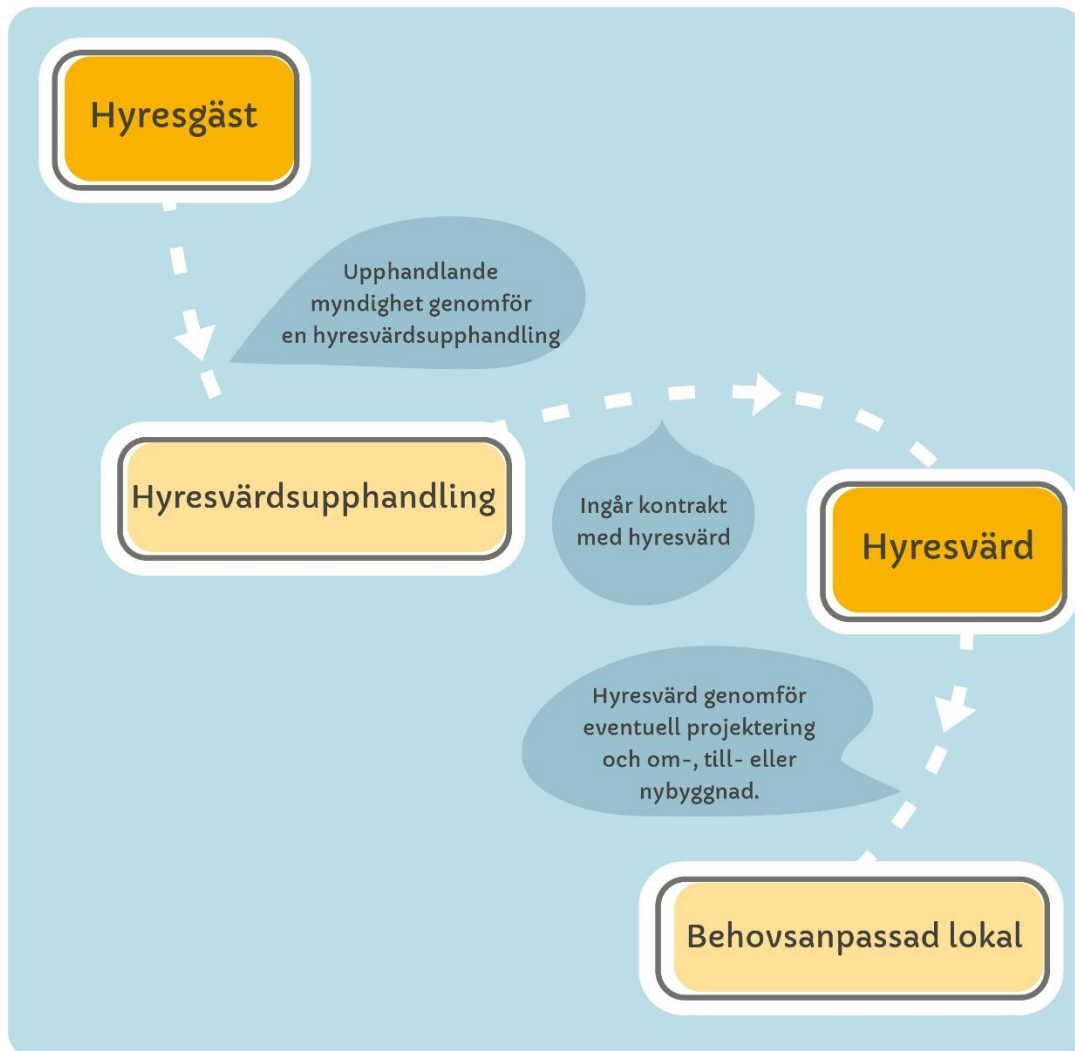 Hyresgäst
Upphandlande
myndighet genomför
en hyresvärdsupphandling
Hyresvärdsupphandling
Ingår kontrakt
med hyresvärd
Hyresvärd
Hyresvärd genomför
eventuell projektering
och om-, till- eller
nybyggnad.
Behovsanpassad lokal